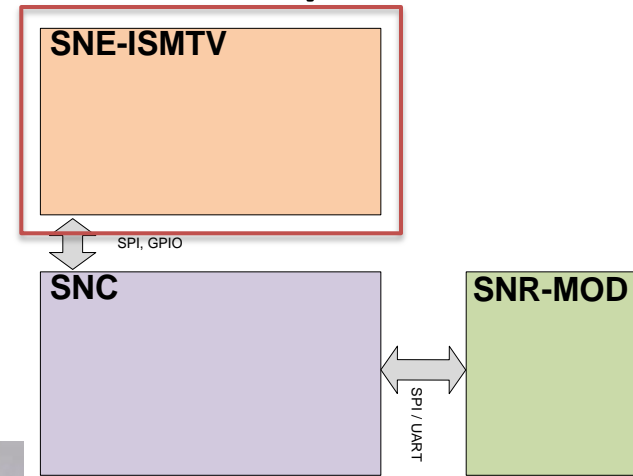 SNE-ISMTV
SPI, GPIO
SNC
SNR-MOD
SPI / UART